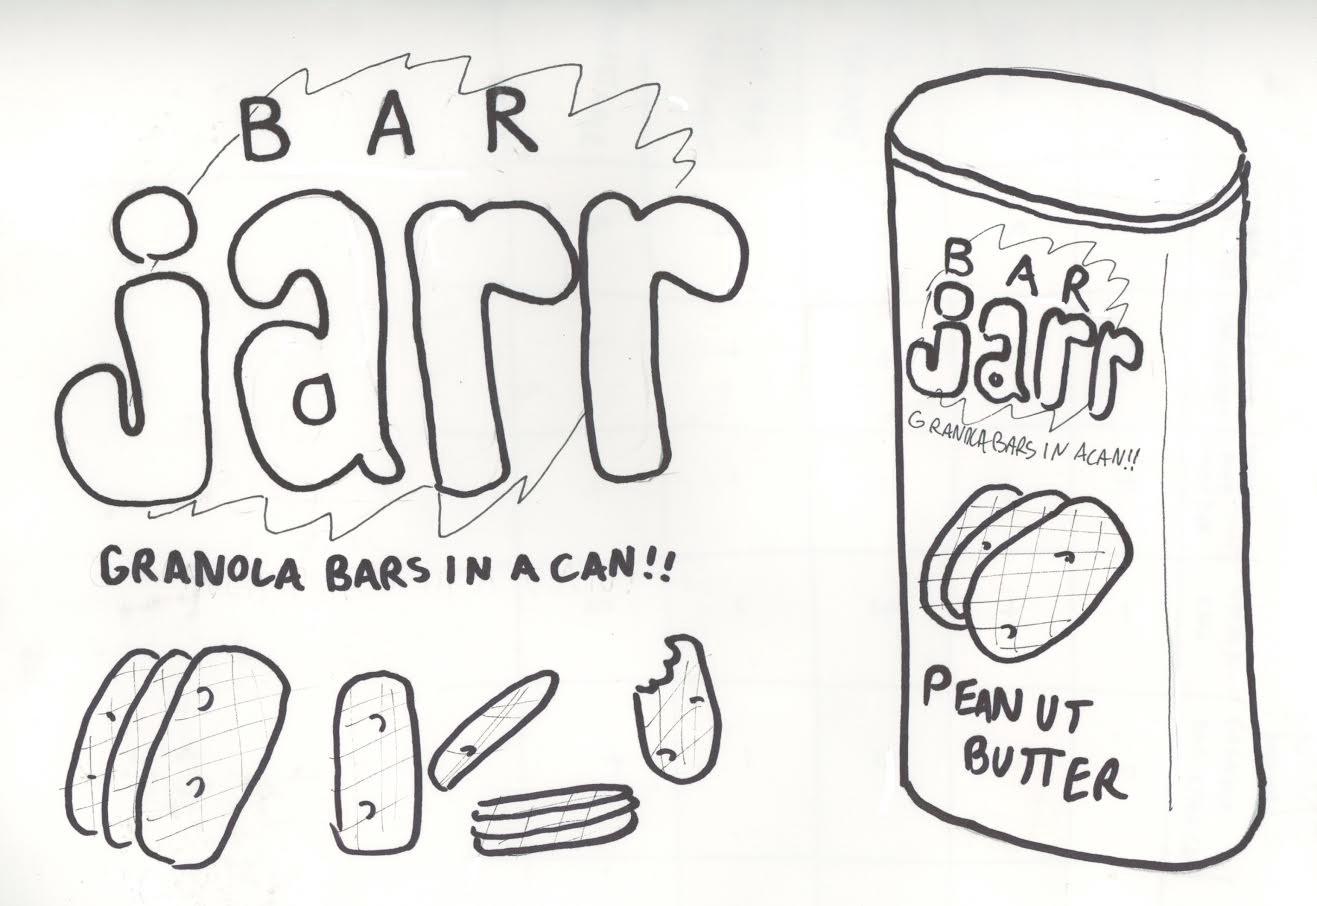 BAR
jarr
GRANOLA BARS IN A CAN!!
BAR
jarr
GRANOLA BARS IN A CAN!!
PEANUT
BUTTER